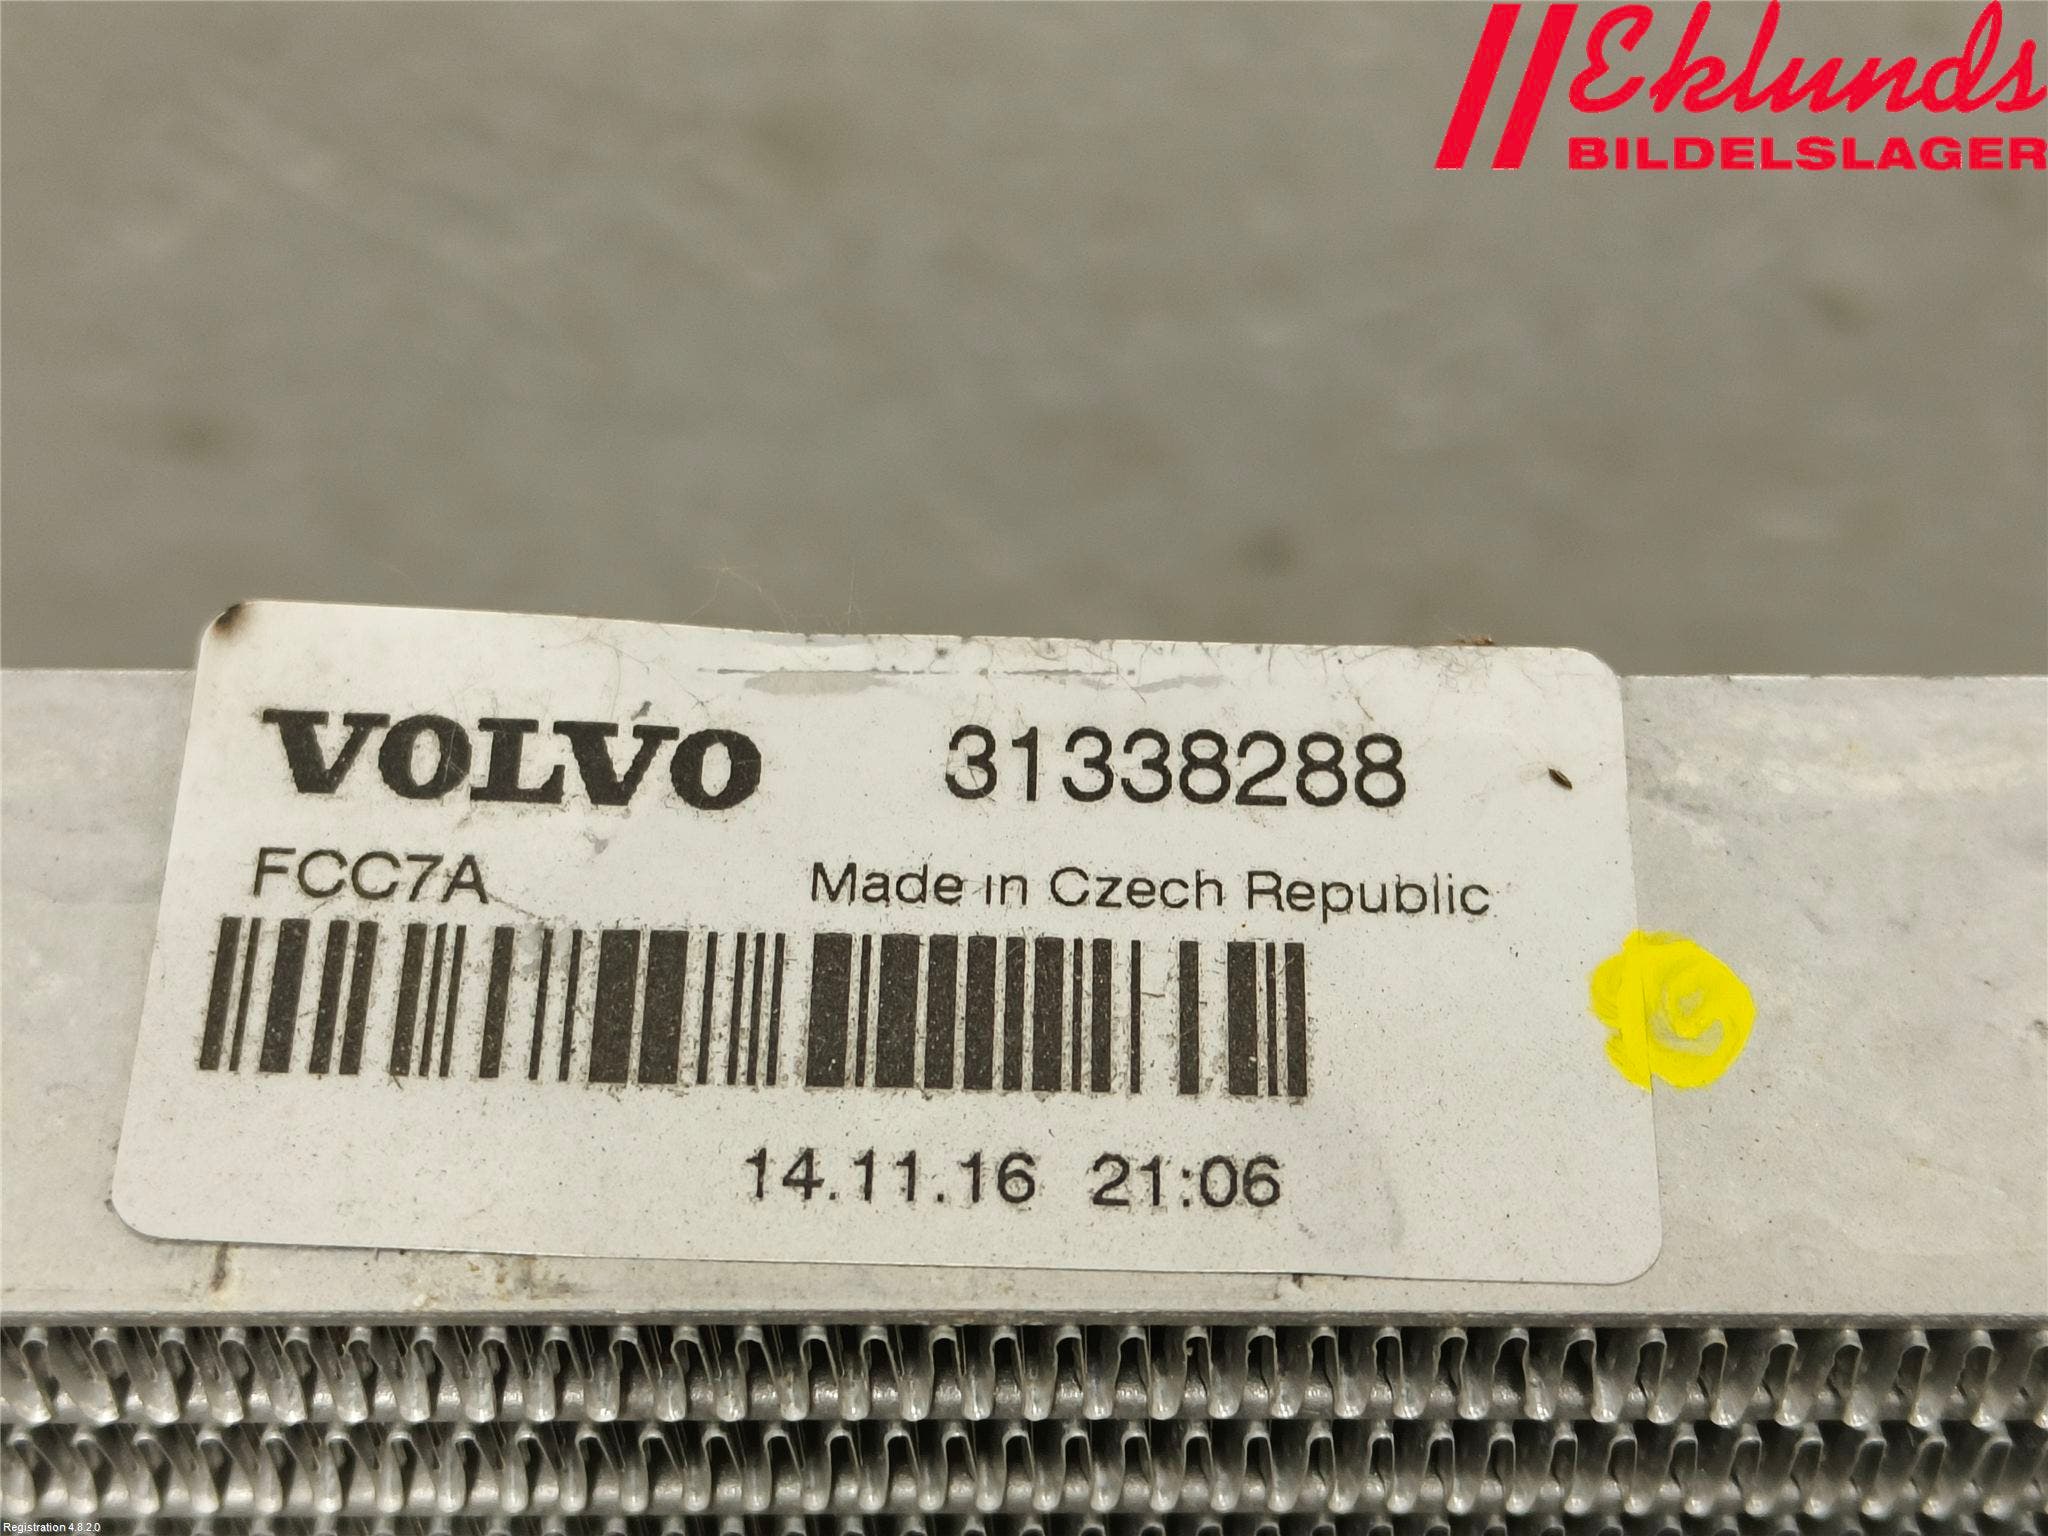 Eklunds
BILDELSLAGER
VOLVO 31338288
FCC7A Made in Czech Republic
14.11.16 21:06
Registration 4.8.2.0